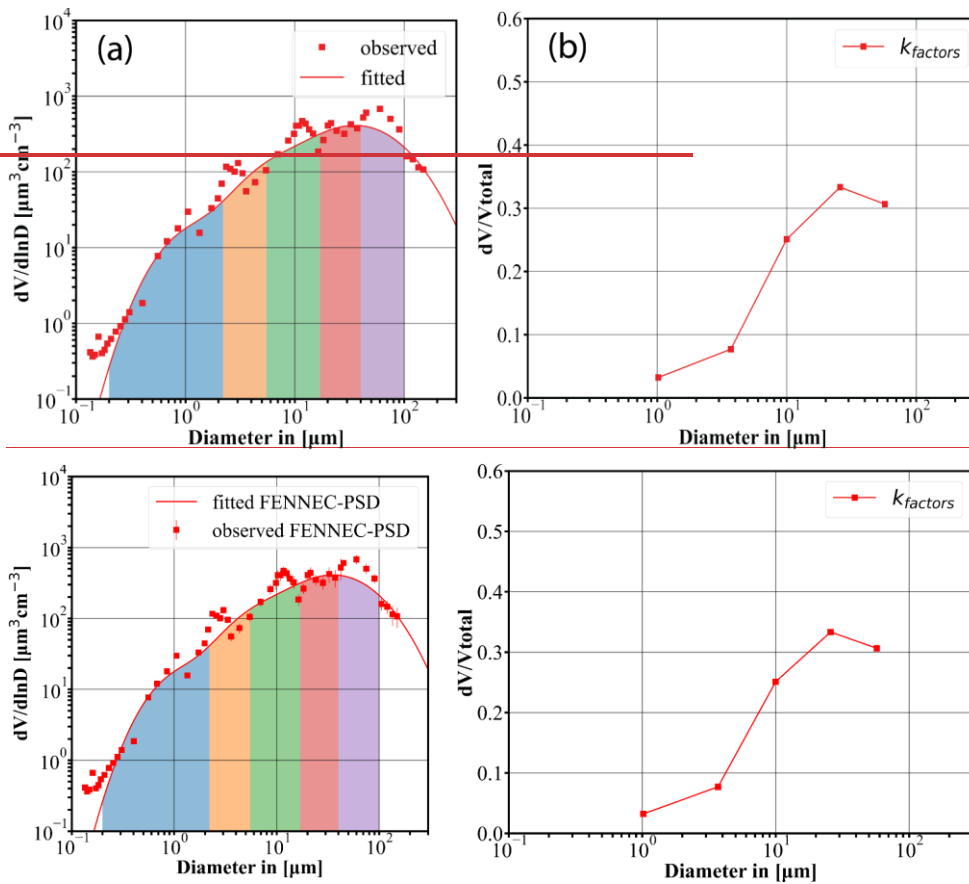 (a)
observed
fitted
10⁴
10³
10²
10¹
10⁰
10⁻¹
dV/dlnD [μm³cm⁻³]
10⁻¹ 10⁰ 10¹ 10²
Diameter in [μm]
(b)
k_factors
0.6
0.5
0.4
0.3
0.2
0.1
0.0
dV/Vtotal
10⁻¹ 10⁰ 10¹ 10²
Diameter in [μm]
fitted FENNEC-PSD
observed FENNEC-PSD
10⁴
10³
10²
10¹
10⁰
10⁻¹
dV/dlnD [μm³cm⁻³]
10⁻¹ 10⁰ 10¹ 10²
Diameter in [μm]
k_factors
0.6
0.5
0.4
0.3
0.2
0.1
0.0
dV/Vtotal
10⁻¹ 10⁰ 10¹ 10²
Diameter in [μm]